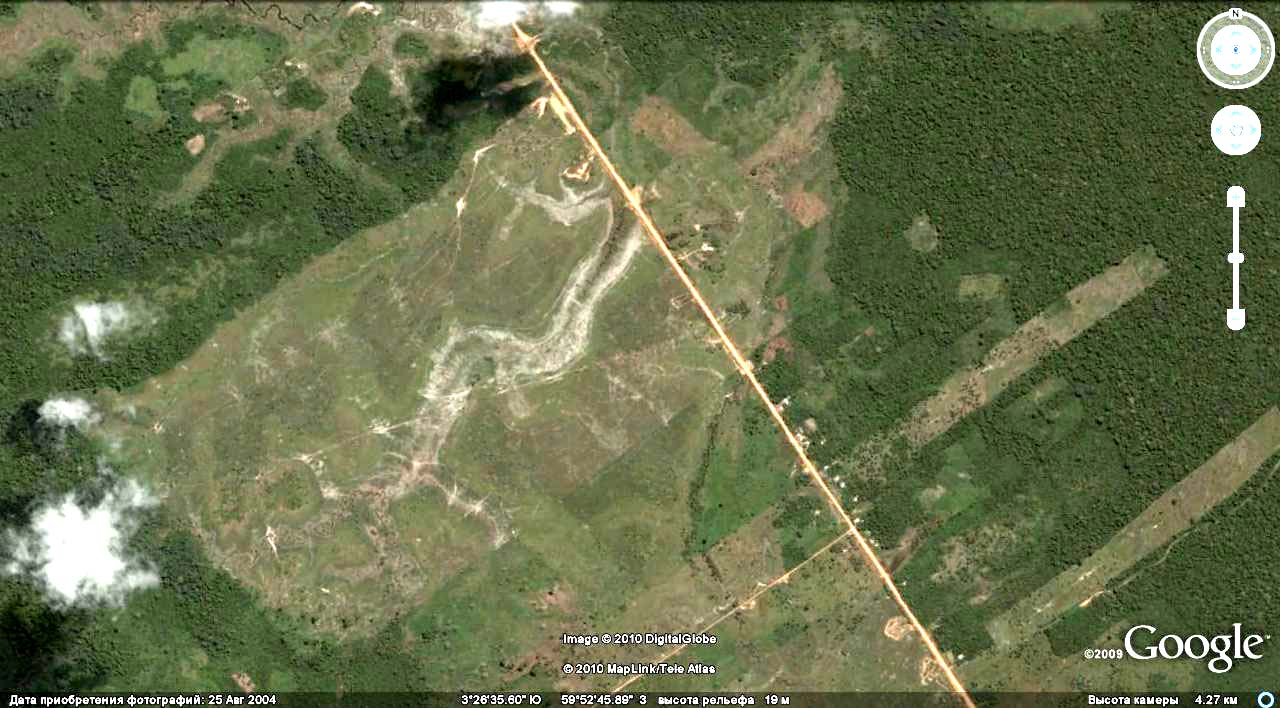 N
Image © 2010 DigitalGlobe
© 2010 MapLink/Tele Atlas
©2009 Google™
Дата приобретения фотографий: 25 Авг 2004 3°26'35.60" Ю 59°52'45.89" З высота рельефа 19 м Высота камеры 4.27 км